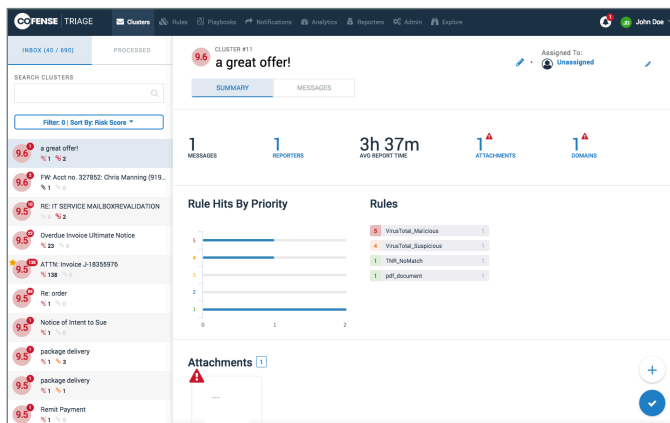 COFENSE TRIAGE
Clusters
Rules
Playbooks
Notifications
Analytics
Reporters
Admin
Explore
JD John Doe
INBOX (40 / 690)
PROCESSED
SEARCH CLUSTERS
Filter: 0 | Sort By: Risk Score
9.6 1 a great offer!
1 2
9.6 3 FW: Acct no. 327852: Chris Manning (919...
1 0
9.5 RE: IT SERVICE MAILBOXREVALIDATION
0 2
9.5 Overdue Invoice Ultimate Notice
23 0
9.5 ATTN: Invoice J-18355976
138 0
9.5 Re: order
1 0
9.5 Notice of Intent to Sue
1 0
9.5 package delivery
1 3
9.5 package delivery
1 1
9.5 Remit Payment
1 0
9.6
CLUSTER #11
a great offer!
Assigned To:
Unassigned
SUMMARY
MESSAGES
1
MESSAGES
1
REPORTERS
3h 37m
AVG REPORT TIME
1
ATTACHMENTS
1
DOMAINS
Rule Hits By Priority
5
4
3
2
1
0 1 2
Rules
5 VirusTotal_Malicious 1
4 VirusTotal_Suspicious 1
1 TNR_NoMatch 1
1 pdf_document 1
Attachments 1